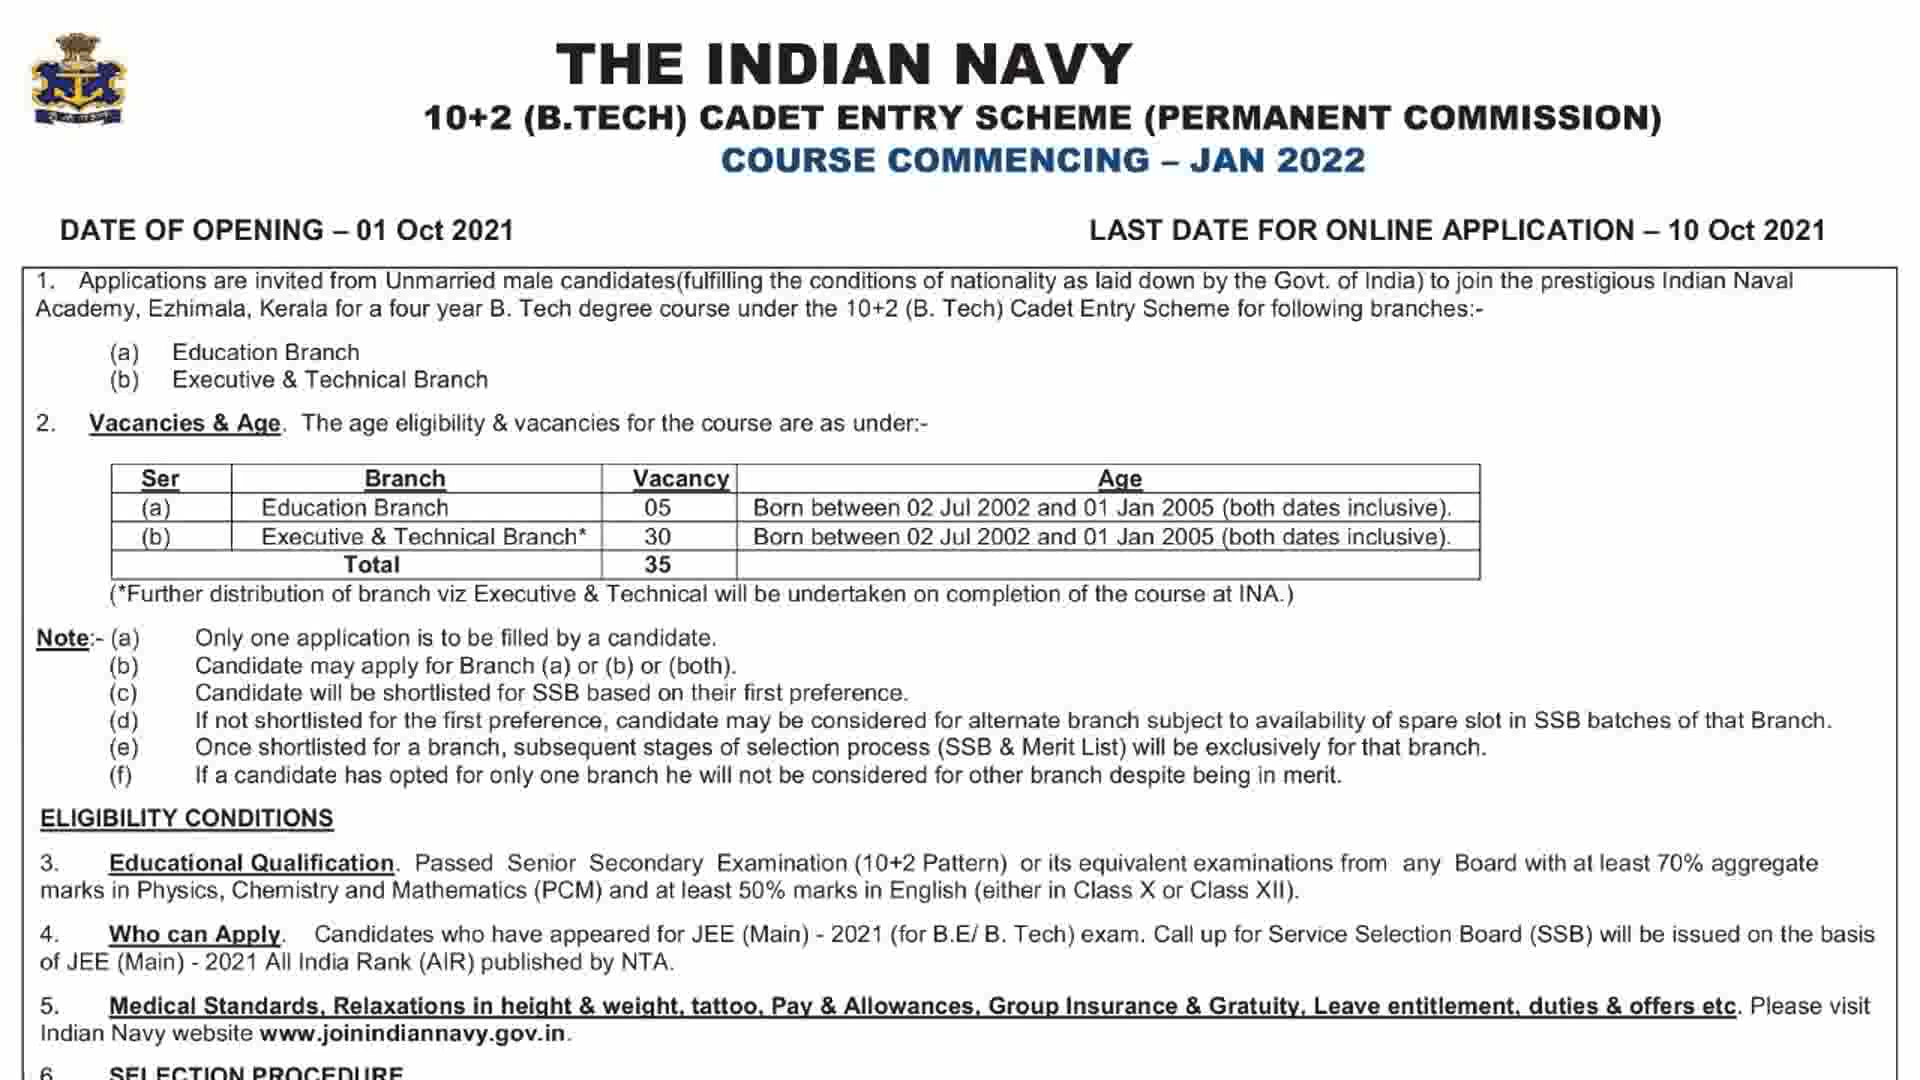 THE INDIAN NAVY
10+2 (B.TECH) CADET ENTRY SCHEME (PERMANENT COMMISSION)
COURSE COMMENCING – JAN 2022
DATE OF OPENING – 01 Oct 2021 LAST DATE FOR ONLINE APPLICATION – 10 Oct 2021
1. Applications are invited from Unmarried male candidates(fulfilling the conditions of nationality as laid down by the Govt. of India) to join the prestigious Indian Naval
Academy, Ezhimala, Kerala for a four year B. Tech degree course under the 10+2 (B. Tech) Cadet Entry Scheme for following branches:-
(a) Education Branch
(b) Executive & Technical Branch
2. Vacancies & Age. The age eligibility & vacancies for the course are as under:-
Ser Branch Vacancy Age
(a) Education Branch 05 Born between 02 Jul 2002 and 01 Jan 2005 (both dates inclusive).
(b) Executive & Technical Branch* 30 Born between 02 Jul 2002 and 01 Jan 2005 (both dates inclusive).
Total 35
(*Further distribution of branch viz Executive & Technical will be undertaken on completion of the course at INA.)
Note:- (a) Only one application is to be filled by a candidate.
(b) Candidate may apply for Branch (a) or (b) or (both).
(c) Candidate will be shortlisted for SSB based on their first preference.
(d) If not shortlisted for the first preference, candidate may be considered for alternate branch subject to availability of spare slot in SSB batches of that Branch.
(e) Once shortlisted for a branch, subsequent stages of selection process (SSB & Merit List) will be exclusively for that branch.
(f) If a candidate has opted for only one branch he will not be considered for other branch despite being in merit.
ELIGIBILITY CONDITIONS
3. Educational Qualification. Passed Senior Secondary Examination (10+2 Pattern) or its equivalent examinations from any Board with at least 70% aggregate
marks in Physics, Chemistry and Mathematics (PCM) and at least 50% marks in English (either in Class X or Class XII).
4. Who can Apply. Candidates who have appeared for JEE (Main) - 2021 (for B.E/ B. Tech) exam. Call up for Service Selection Board (SSB) will be issued on the basis
of JEE (Main) - 2021 All India Rank (AIR) published by NTA.
5. Medical Standards, Relaxations in height & weight, tattoo, Pay & Allowances, Group Insurance & Gratuity, Leave entitlement, duties & offers etc. Please visit
Indian Navy website www.joinindiannavy.gov.in.
6. SELECTION PROCEDURE